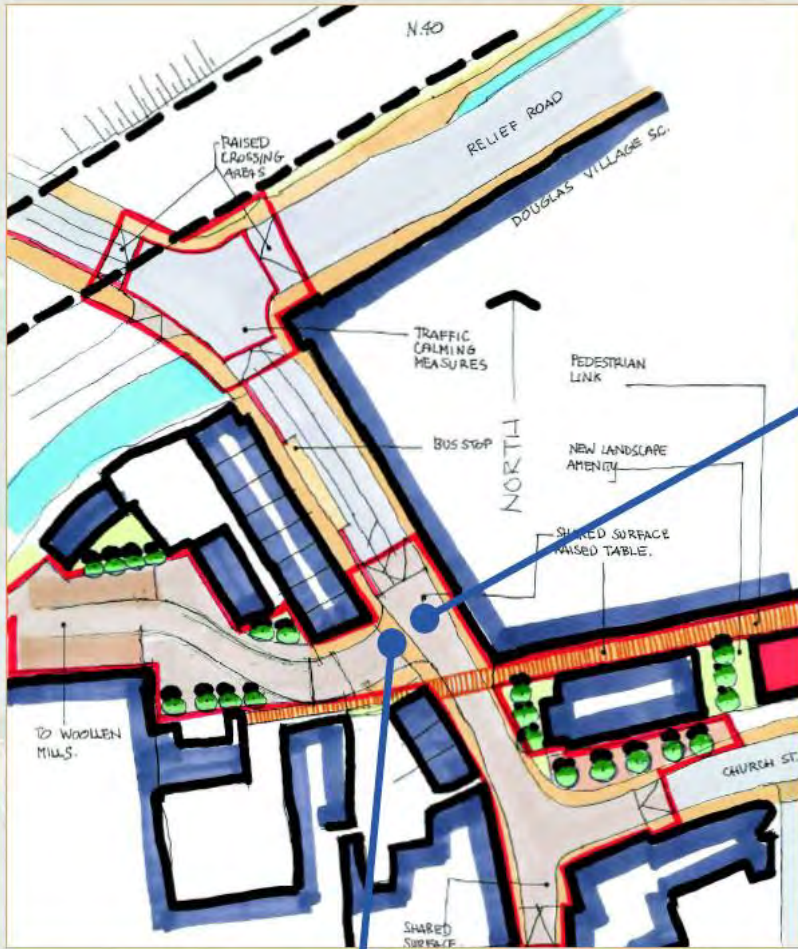 N.40
RAISED
CROSSING
AREAS
RELIEF ROAD
DOUGLAS VILLAGE S.C.
TRAFFIC
CALMING
MEASURES
PEDESTRIAN
LINK
BUS STOP
NORTH
NEW LANDSCAPE
AMENITY
SHARED SURFACE
RAISED TABLE.
TO WOOLLEN
MILLS.
CHURCH ST.
SHARED
SURFACE.